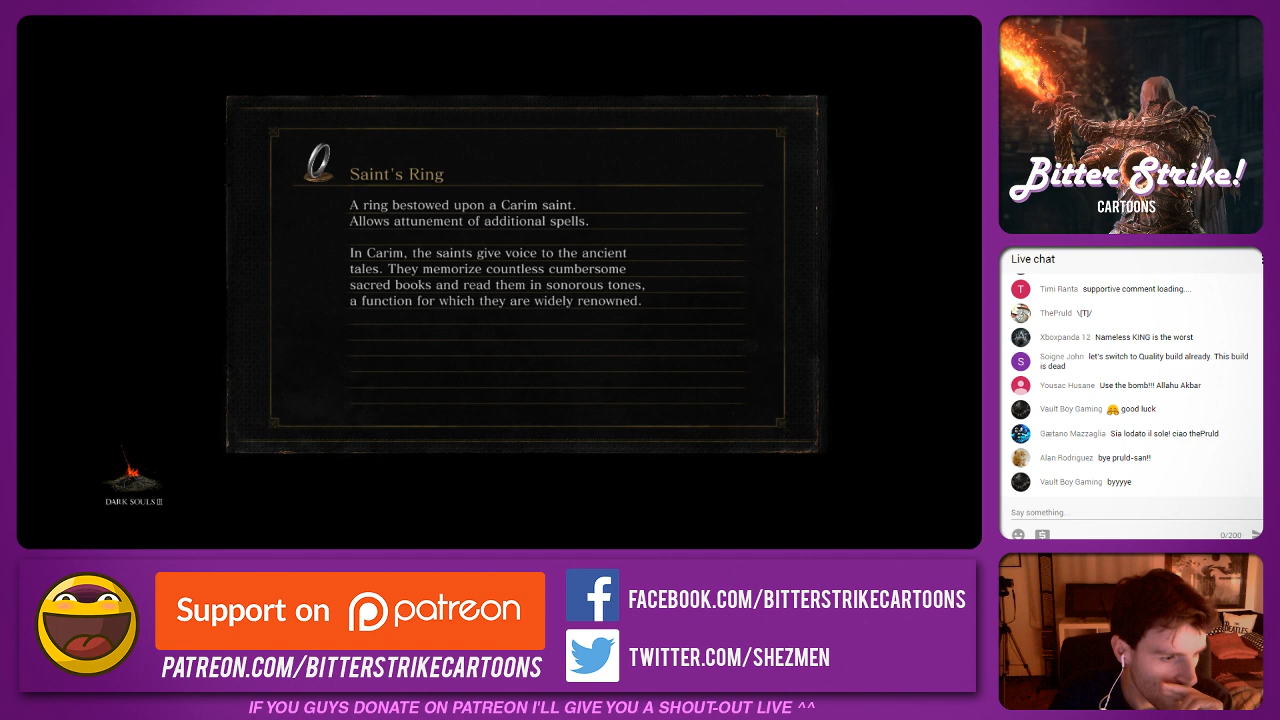 Saint's Ring
A ring bestowed upon a Carim saint.
Allows attunement of additional spells.
In Carim, the saints give voice to the ancient
tales. They memorize countless cumbersome
sacred books and read them in sonorous tones,
a function for which they are widely renowned.
DARK SOULS III
Bitter Strike!
CARTOONS
Live chat
T Timi Ranta supportive comment loading....
ThePruld \[T]/
Xboxpanda 12 Nameless KING is the worst
S Soigne John let's switch to Quality build already. This build
is dead
Yousac Husane Use the bomb!!! Allahu Akbar
Vault Boy Gaming good luck
Gætano Mazzaglia Sia lodato il sole! ciao thePruld
Alan Rodriguez bye pruld-san!!
Vault Boy Gaming byyyye
Say something...
0/200
Support on patreon
PATREON.COM/BITTERSTRIKECARTOONS
FACEBOOK.COM/BITTERSTRIKECARTOONS
TWITTER.COM/SHEZMEN
THE BEATLES
IF YOU GUYS DONATE ON PATREON I'LL GIVE YOU A SHOUT-OUT LIVE ^^